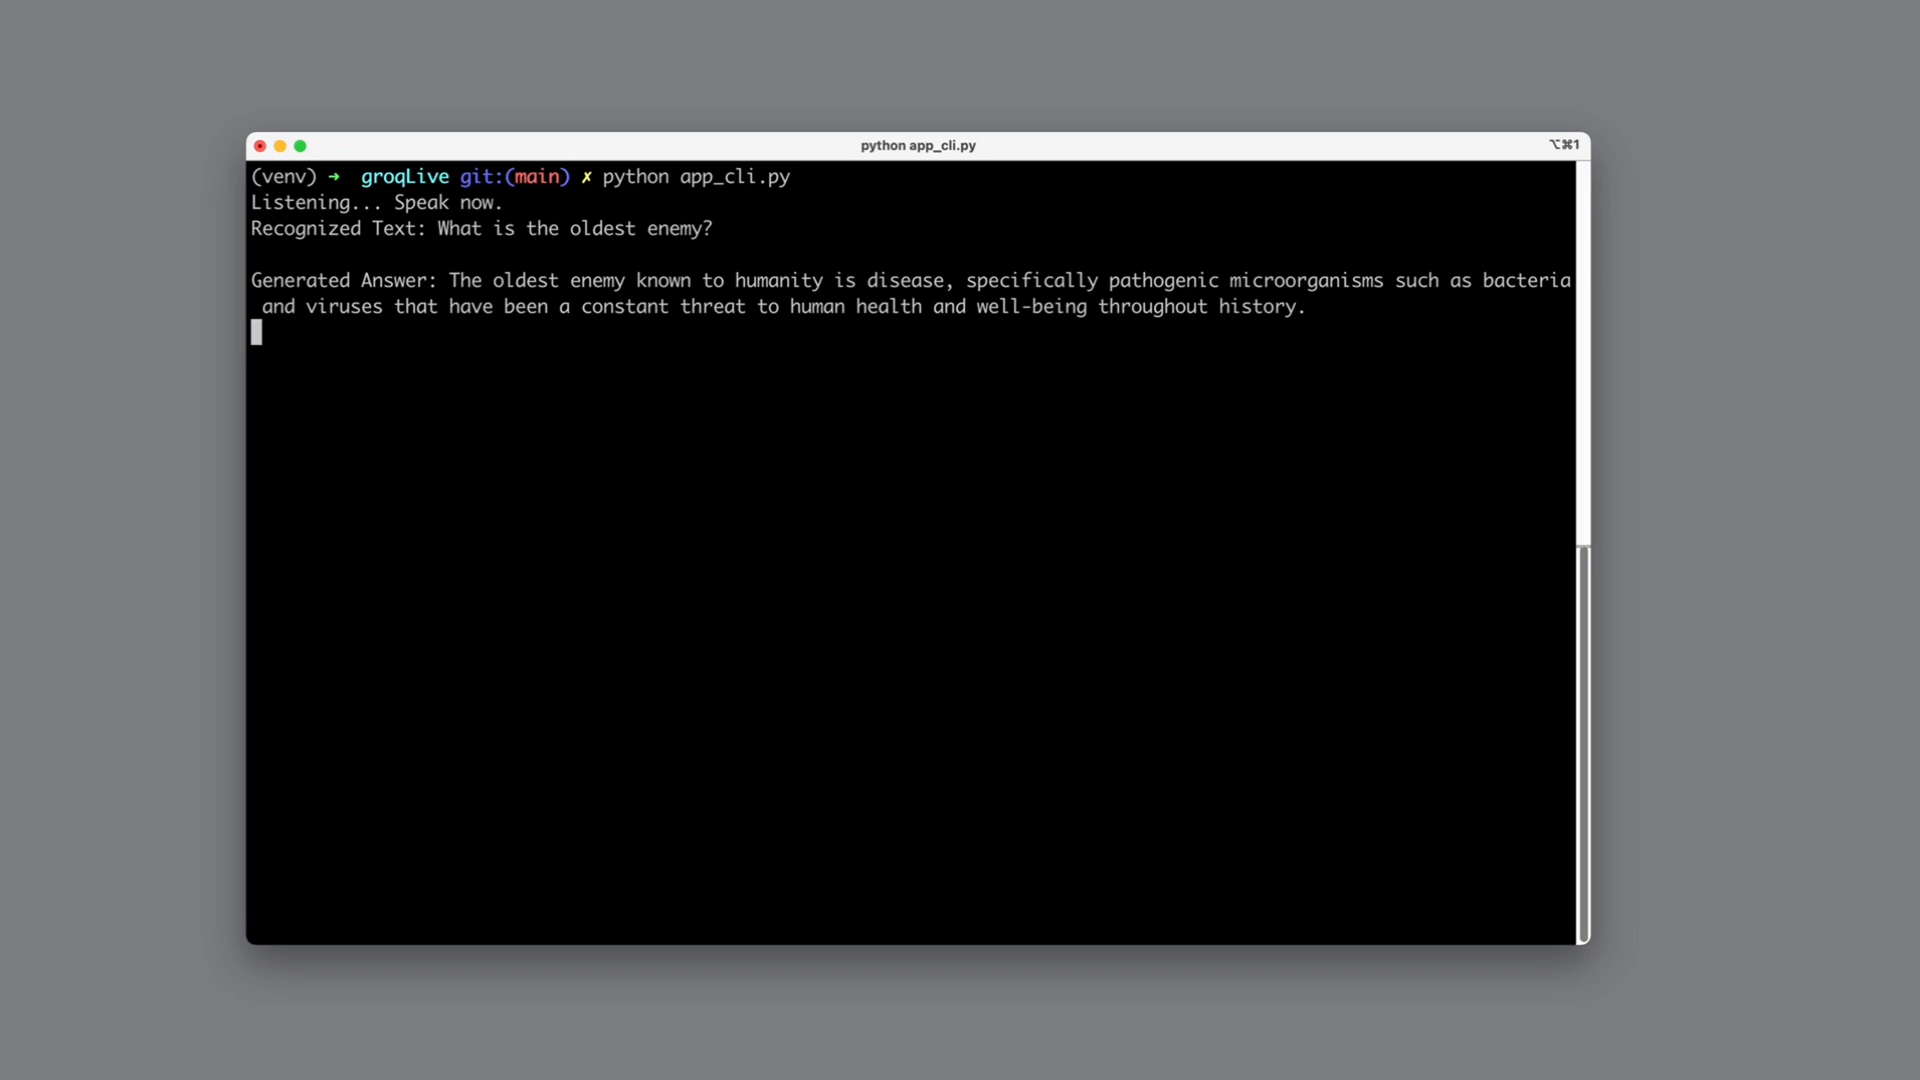 python app_cli.py
⌥⌘1
(venv) ➜ groqLive git:(main) ✗ python app_cli.py
Listening... Speak now.
Recognized Text: What is the oldest enemy?
Generated Answer: The oldest enemy known to humanity is disease, specifically pathogenic microorganisms such as bacteria
and viruses that have been a constant threat to human health and well-being throughout history.